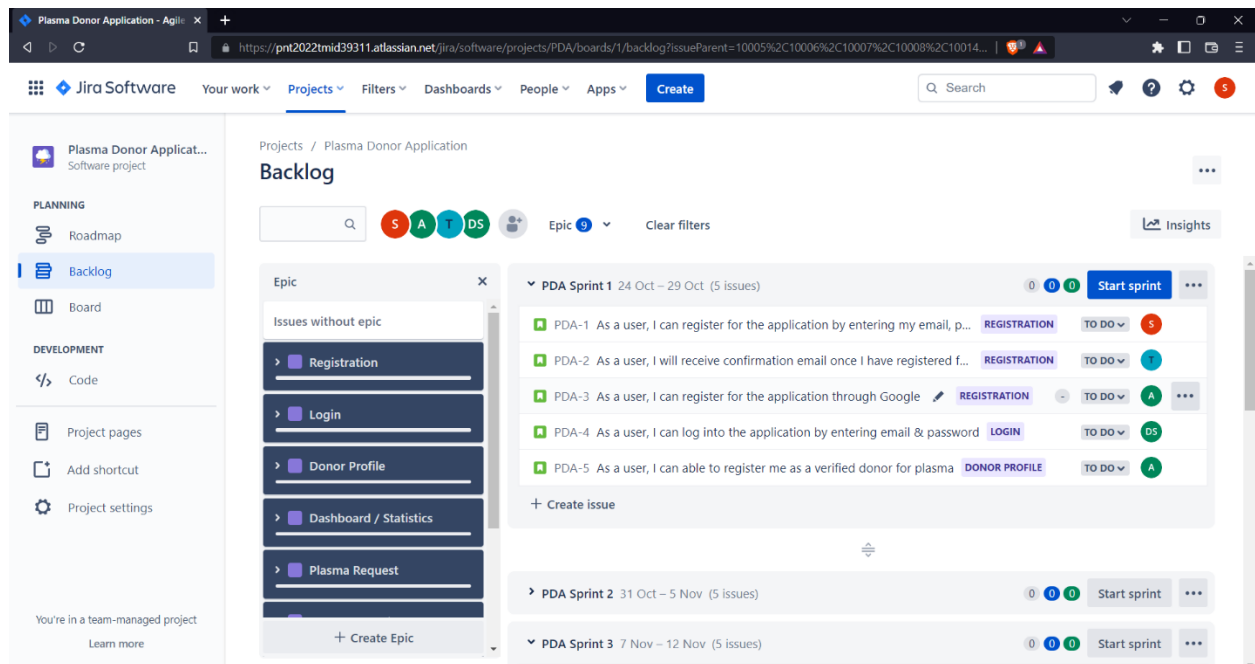 Plasma Donor Application - Agile
https://pnt2022tmid39311.atlassian.net/jira/software/projects/PDA/boards/1/backlog?issueParent=10005%2C10006%2C10007%2C10008%2C10014...
Jira Software Your work Projects Filters Dashboards People Apps Create Search S
Plasma Donor Applicat...
Software project
PLANNING
Roadmap
Backlog
Board
DEVELOPMENT
Code
Project pages
Add shortcut
Project settings
You're in a team-managed project
Learn more
Projects / Plasma Donor Application
Backlog
S A T DS Epic 9 Clear filters Insights
Epic
Issues without epic
Registration
Login
Donor Profile
Dashboard / Statistics
Plasma Request
+ Create Epic
PDA Sprint 1 24 Oct – 29 Oct (5 issues) 0 0 0 Start sprint
PDA-1 As a user, I can register for the application by entering my email, p... REGISTRATION TO DO S
PDA-2 As a user, I will receive confirmation email once I have registered f... REGISTRATION TO DO T
PDA-3 As a user, I can register for the application through Google REGISTRATION - TO DO A
PDA-4 As a user, I can log into the application by entering email & password LOGIN TO DO DS
PDA-5 As a user, I can able to register me as a verified donor for plasma DONOR PROFILE TO DO A
+ Create issue
PDA Sprint 2 31 Oct – 5 Nov (5 issues) 0 0 0 Start sprint
PDA Sprint 3 7 Nov – 12 Nov (5 issues) 0 0 0 Start sprint